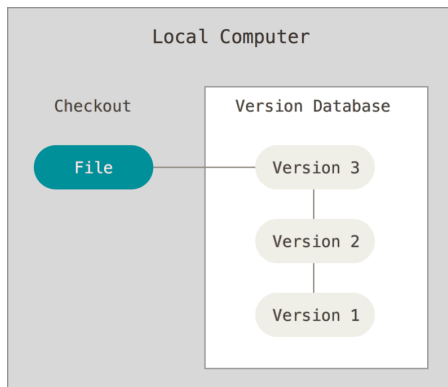 Local Computer
Checkout
Version Database
File
Version 3
Version 2
Version 1